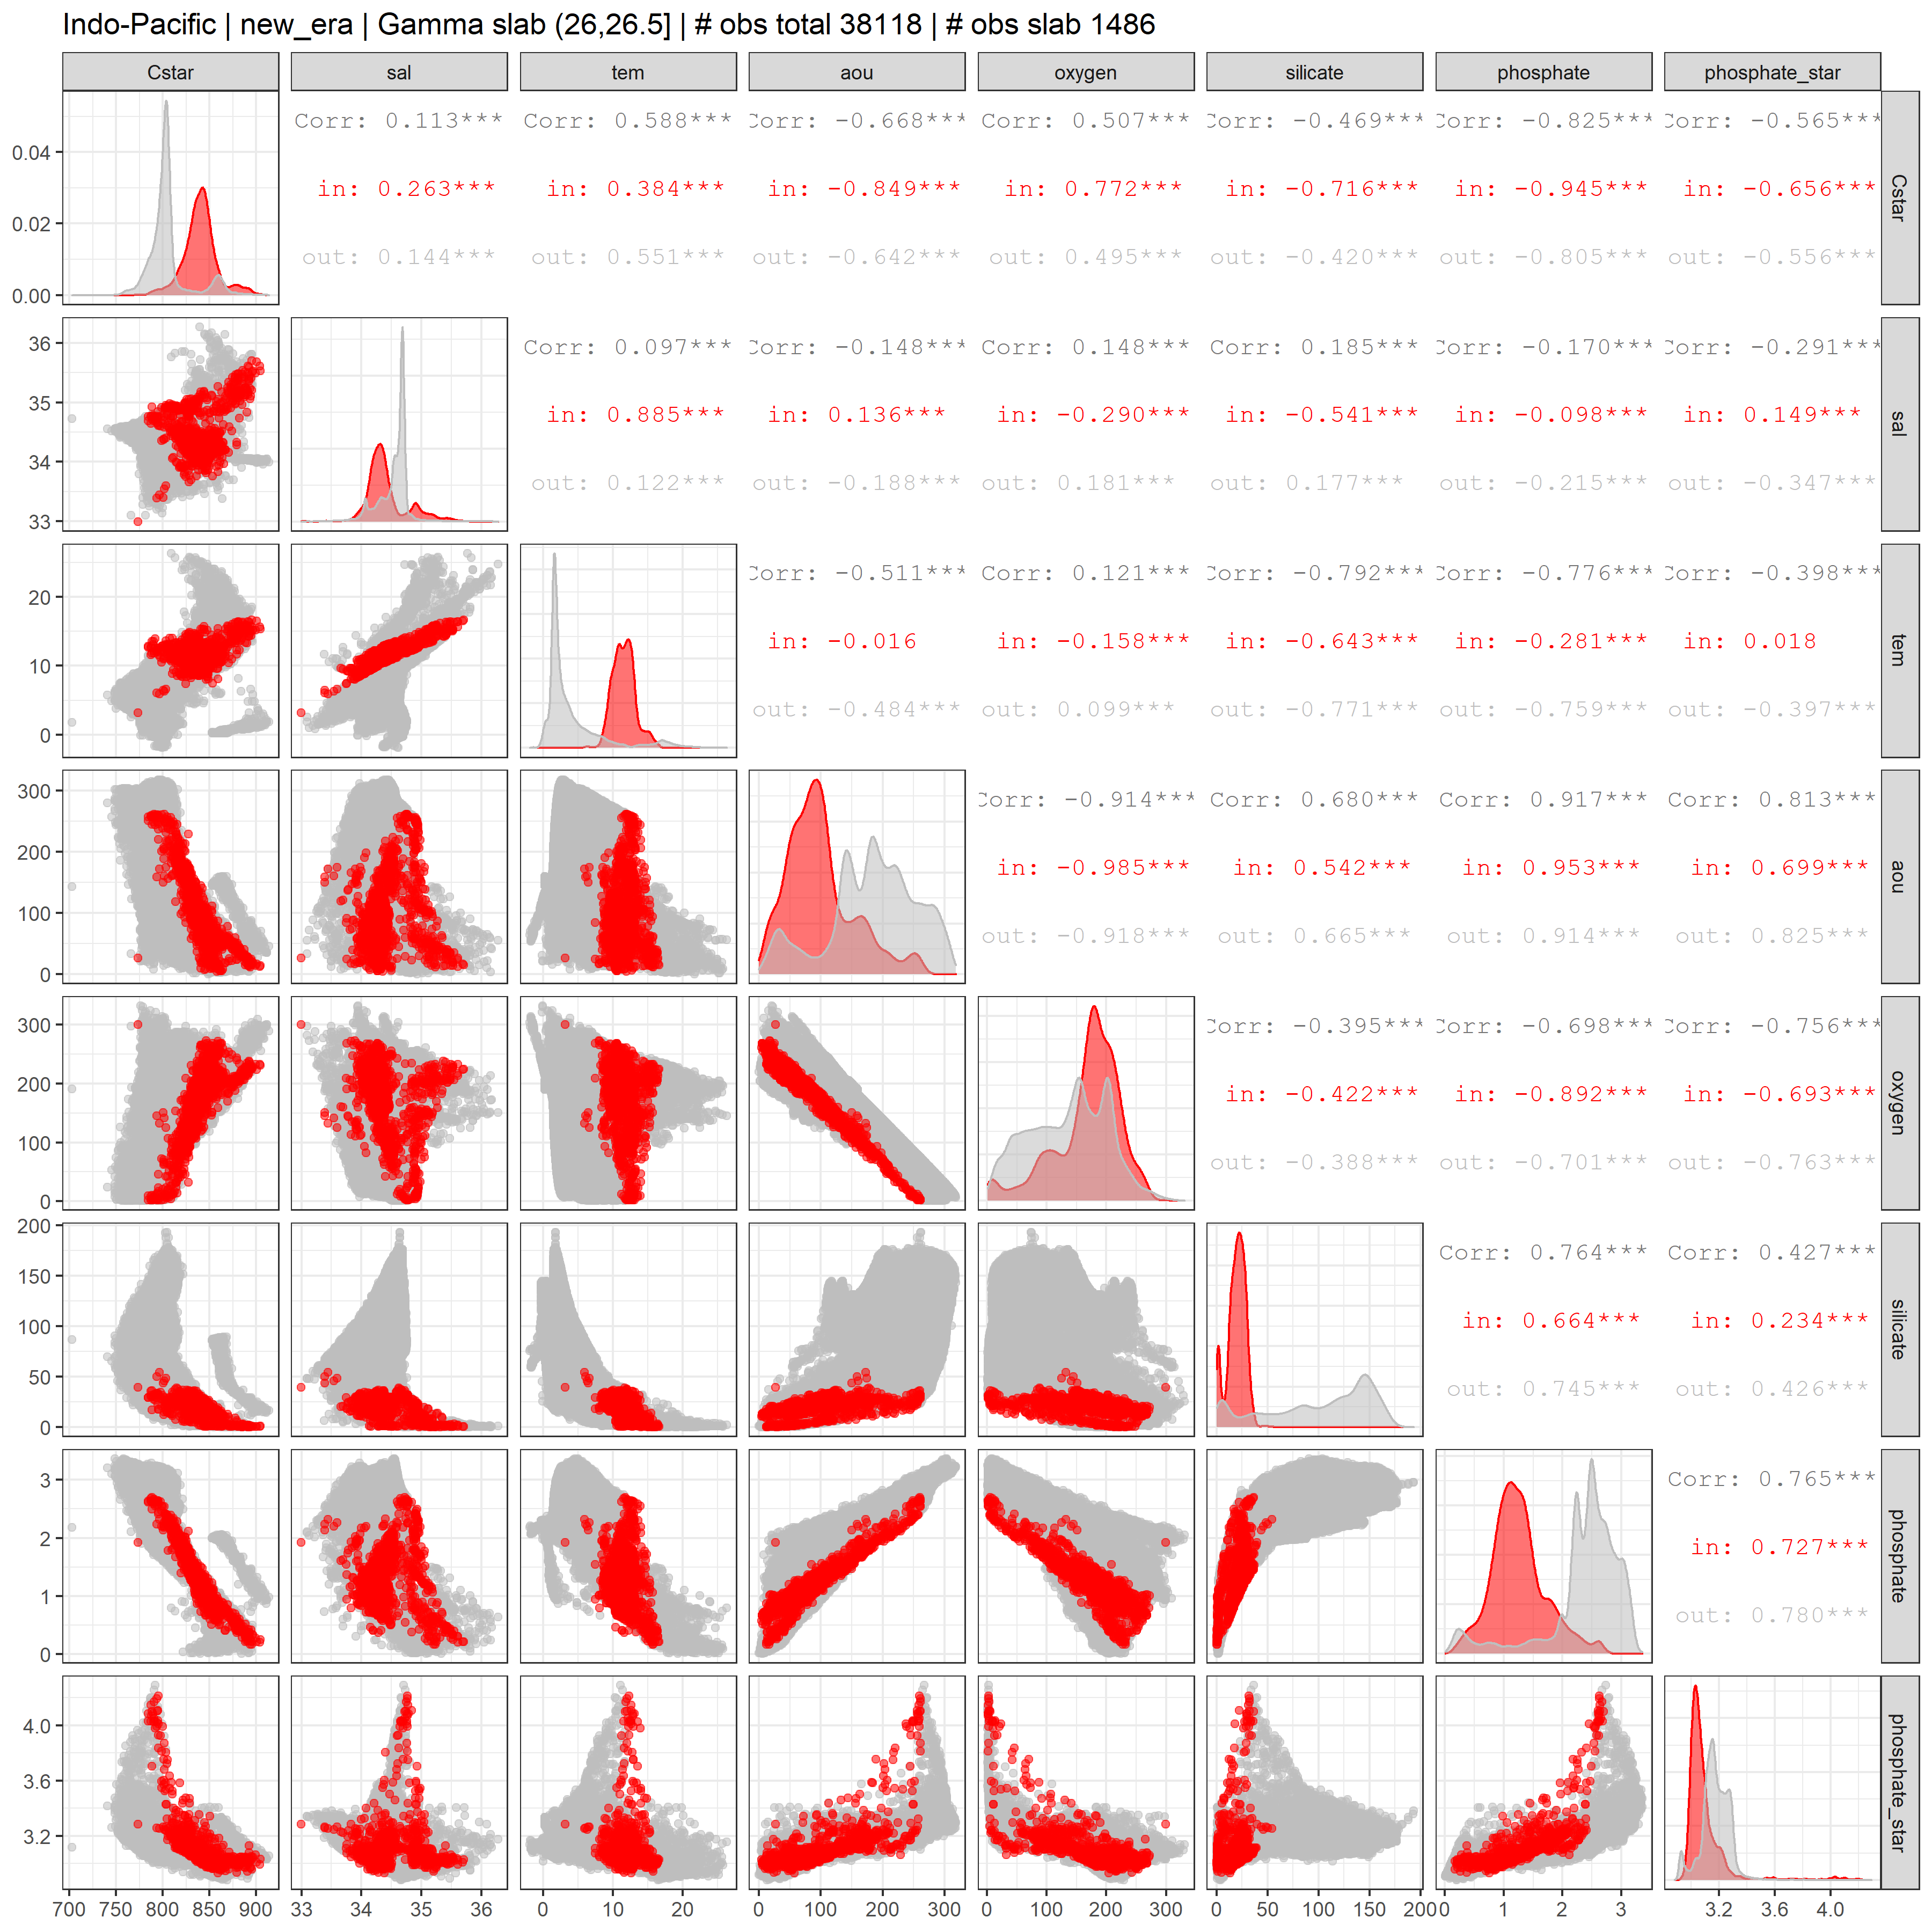 Indo-Pacific | new_era | Gamma slab (26,26.5] | # obs total 38118 | # obs slab 1486
Cstar sal tem aou oxygen silicate phosphate phosphate_star
Corr: 0.113*** Corr: 0.588*** Corr: -0.668*** Corr: 0.507*** Corr: -0.469*** Corr: -0.825*** Corr: -0.565***
0.04
in: 0.263*** in: 0.384*** in: -0.849*** in: 0.772*** in: -0.716*** in: -0.945*** in: -0.656***
Cstar
0.02
out: 0.144*** out: 0.551*** out: -0.642*** out: 0.495*** out: -0.420*** out: -0.805*** out: -0.556***
0.00
36
Corr: 0.097*** Corr: -0.148*** Corr: 0.148*** Corr: 0.185*** Corr: -0.170*** Corr: -0.291***
35
in: 0.885*** in: 0.136*** in: -0.290*** in: -0.541*** in: -0.098*** in: 0.149***
sal
34
out: 0.122*** out: -0.188*** out: 0.181*** out: 0.177*** out: -0.215*** out: -0.347***
33
Corr: -0.511*** Corr: 0.121*** Corr: -0.792*** Corr: -0.776*** Corr: -0.398***
20
in: -0.016 in: -0.158*** in: -0.643*** in: -0.281*** in: 0.018
tem
10
out: -0.484*** out: 0.099*** out: -0.771*** out: -0.759*** out: -0.397***
0
300
Corr: -0.914*** Corr: 0.680*** Corr: 0.917*** Corr: 0.813***
200
in: -0.985*** in: 0.542*** in: 0.953*** in: 0.699***
aou
100
out: -0.918*** out: 0.665*** out: 0.914*** out: 0.825***
0
300
Corr: -0.395*** Corr: -0.698*** Corr: -0.756***
200
in: -0.422*** in: -0.892*** in: -0.693***
oxygen
100
out: -0.388*** out: -0.701*** out: -0.763***
0
200
Corr: 0.764*** Corr: 0.427***
150
100
in: 0.664*** in: 0.234***
silicate
50
out: 0.745*** out: 0.426***
0
3
Corr: 0.765***
2
in: 0.727***
phosphate
1
out: 0.780***
0
4.0
3.6
phosphate_star
3.2
700 750 800 850 900 33 34 35 36 0 10 20 0 100 200 300 0 100 200 300 0 50 100 150 200 0 1 2 3 3.2 3.6 4.0